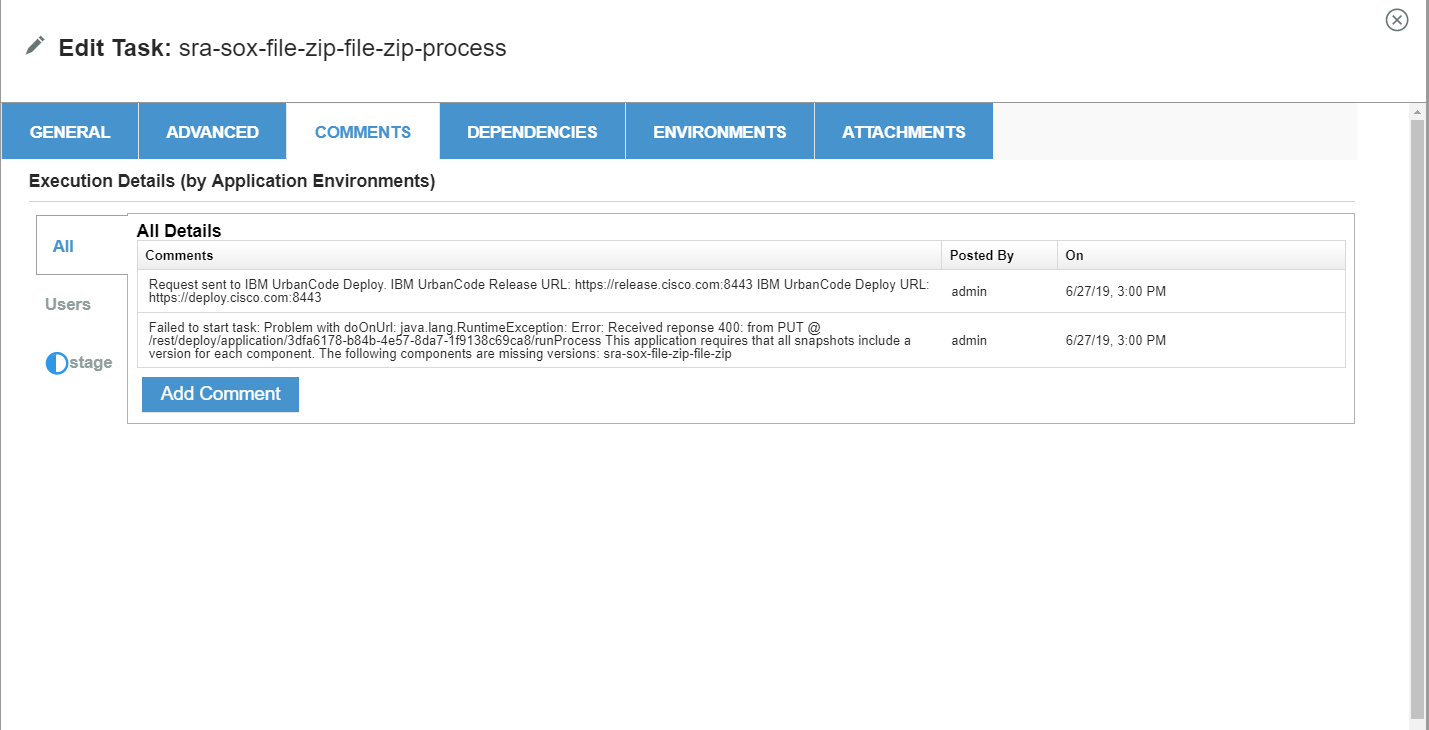 Edit Task: sra-sox-file-zip-file-zip-process
GENERAL
ADVANCED
COMMENTS
DEPENDENCIES
ENVIRONMENTS
ATTACHMENTS
Execution Details (by Application Environments)
All
Users
stage
All Details
Comments
Posted By
On
Request sent to IBM UrbanCode Deploy. IBM UrbanCode Release URL: https://release.cisco.com:8443 IBM UrbanCode Deploy URL:
https://deploy.cisco.com:8443
admin
6/27/19, 3:00 PM
Failed to start task: Problem with doOnUrl: java.lang.RuntimeException: Error: Received reponse 400: from PUT @
/rest/deploy/application/3dfa6178-b84b-4e57-8da7-1f9138c69ca8/runProcess This application requires that all snapshots include a
version for each component. The following components are missing versions: sra-sox-file-zip-file-zip
admin
6/27/19, 3:00 PM
Add Comment